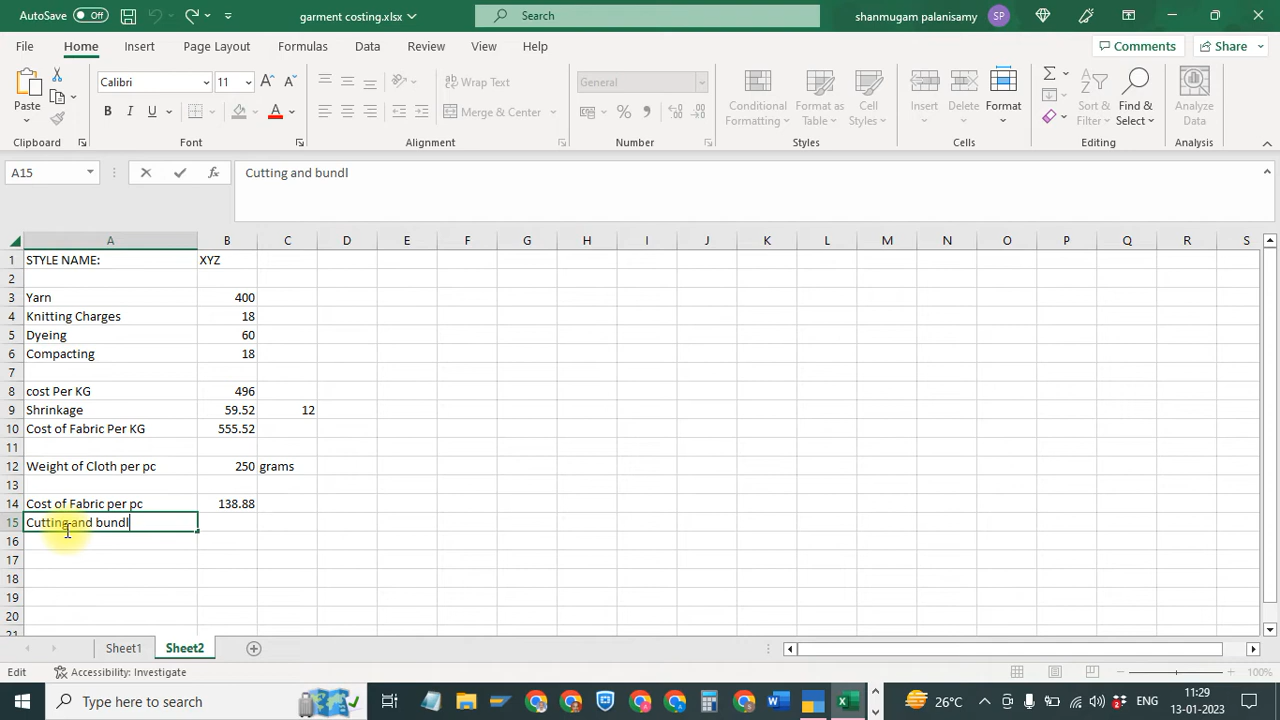 AutoSave Off garment costing.xlsx Search shanmugam palanisamy SP
File Home Insert Page Layout Formulas Data Review View Help Comments Share
Paste Calibri 11 Wrap Text General Conditional Formatting Format as Table Cell Styles Insert Delete Format Sort & Filter Find & Select Analyze Data
B I U A Merge & Center % ,
Clipboard Font Alignment Number Styles Cells Editing Analysis
A15 fx Cutting and bundl
A B C D E F G H I J K L M N O P Q R S
1 STYLE NAME: XYZ
2
3 Yarn 400
4 Knitting Charges 18
5 Dyeing 60
6 Compacting 18
7
8 cost Per KG 496
9 Shrinkage 59.52 12
10 Cost of Fabric Per KG 555.52
11
12 Weight of Cloth per pc 250 grams
13
14 Cost of Fabric per pc 138.88
15 Cutting and bundl
16
17
18
19
20
21
Sheet1 Sheet2
Edit Accessibility: Investigate 100%
Type here to search 26°C ENG 11:29 13-01-2023